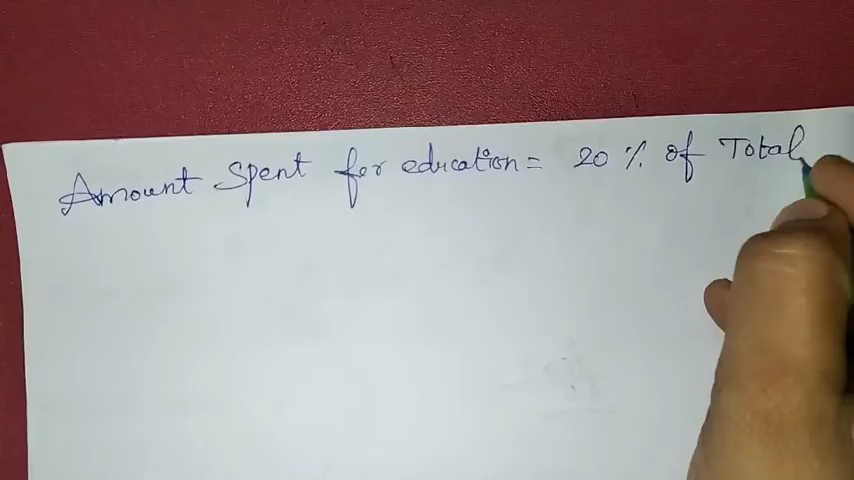 Amount Spent for education = 20 % of Total